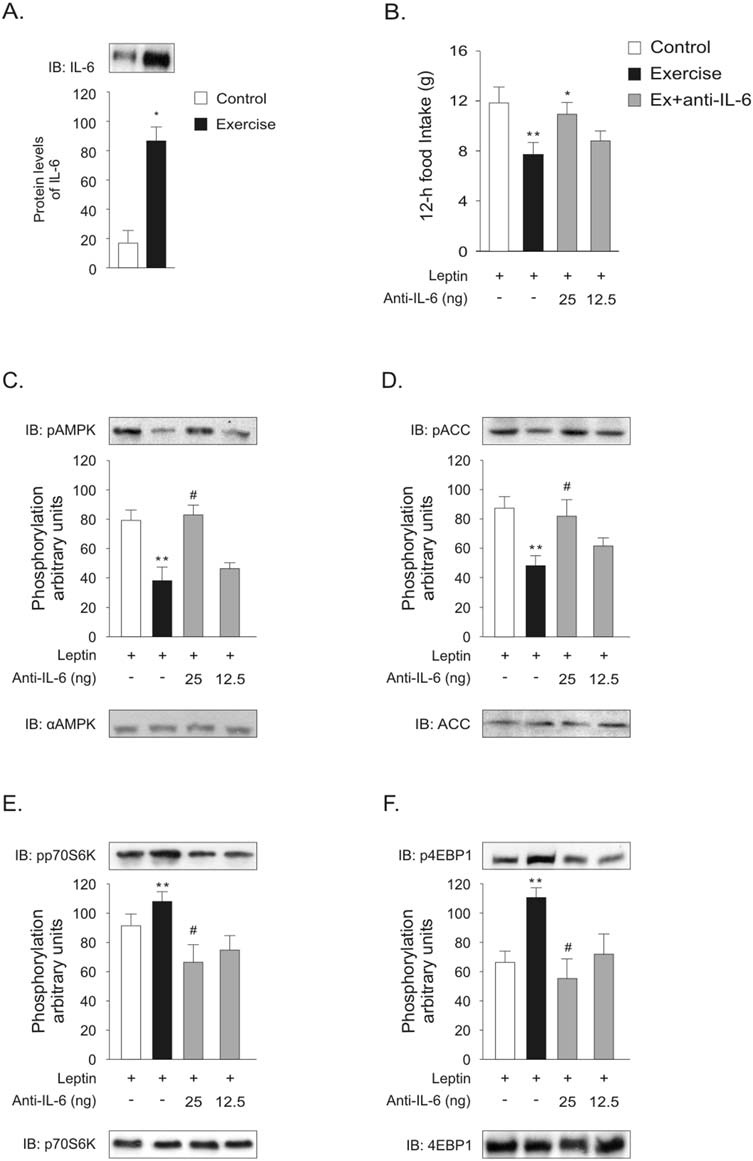 A.
IB: IL-6
Protein levels
of IL-6
120
100
80
60
40
20
0
*
Control
Exercise
B.
12-h food Intake (g)
16
12
8
4
0
**
*
Control
Exercise
Ex+anti-IL-6
Leptin + + + +
Anti-IL-6 (ng) - - 25 12.5
C.
IB: pAMPK
Phosphorylation
arbitrary units
120
100
80
60
40
20
0
**
#
Leptin + + + +
Anti-IL-6 (ng) - - 25 12.5
IB: αAMPK
D.
IB: pACC
Phosphorylation
arbitrary units
120
100
80
60
40
20
0
**
#
Leptin + + + +
Anti-IL-6 (ng) - - 25 12.5
IB: ACC
E.
IB: pp70S6K
Phosphorylation
arbitrary units
120
100
80
60
40
20
0
**
#
Leptin + + + +
Anti-IL-6 (ng) - - 25 12.5
IB: p70S6K
F.
IB: p4EBP1
Phosphorylation
arbitrary units
120
100
80
60
40
20
0
**
#
Leptin + + + +
Anti-IL-6 (ng) - - 25 12.5
IB: 4EBP1